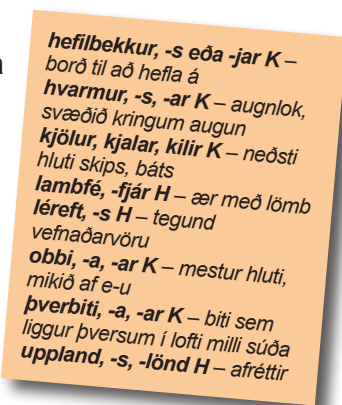 hefilbekkur, -s eða -jar K –
borð til að hefla á
hvarmur, -s, -ar K – augnlok,
svæðið kringum augun
kjölur, kjalar, kilir K – neðsti
hluti skips, báts
lambfé, -fjár H – ær með lömb
léreft, -s H – tegund
vefnaðarvöru
obbi, -a, -ar K – mestur hluti,
mikið af e-u
þverbiti, -a, -ar K – biti sem
liggur þversum í lofti milli súða
uppland, -s, -lönd H – afréttir